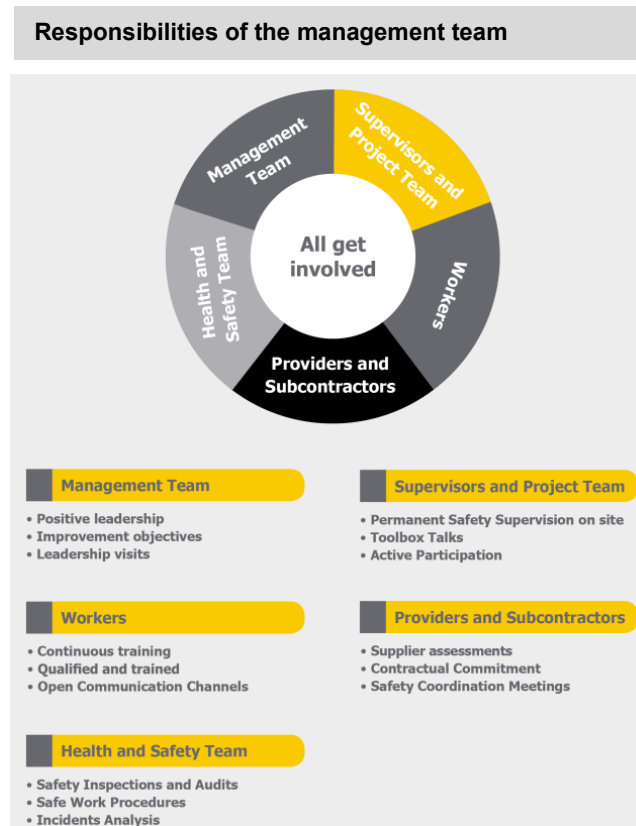 Responsibilities of the management team
Management
Team
Supervisors and
Project Team
Health and
Safety Team
All get
involved
Workers
Providers and
Subcontractors
Management Team
• Positive leadership
• Improvement objectives
• Leadership visits
Supervisors and Project Team
• Permanent Safety Supervision on site
• Toolbox Talks
• Active Participation
Workers
• Continuous training
• Qualified and trained
• Open Communication Channels
Providers and Subcontractors
• Supplier assessments
• Contractual Commitment
• Safety Coordination Meetings
Health and Safety Team
• Safety Inspections and Audits
• Safe Work Procedures
• Incidents Analysis